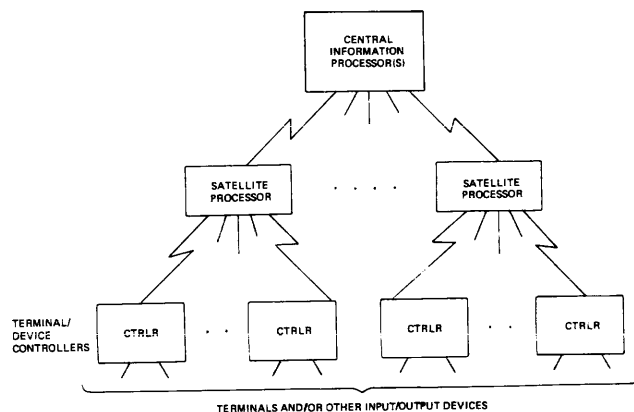 CENTRAL
INFORMATION
PROCESSOR(S)
SATELLITE
PROCESSOR
SATELLITE
PROCESSOR
TERMINAL/
DEVICE
CONTROLLERS
CTRLR
CTRLR
CTRLR
CTRLR
TERMINALS AND/OR OTHER INPUT/OUTPUT DEVICES